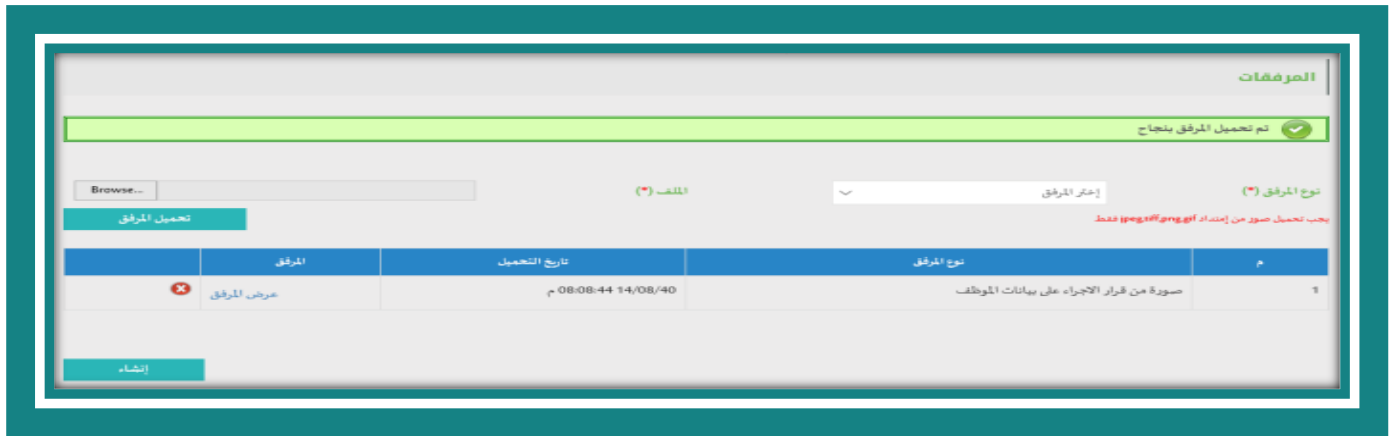 المرفقات
تم تحميل المرفق بنجاح
نوع المرفق (*) إختر المرفق الملف (*) Browse...
يجب تحميل صور من إمتداد jpeg,tiff,png,gif فقط تحميل المرفق
م نوع المرفق تاريخ التحميل المرفق
1 صورة من قرار الاجراء على بيانات الموظف 14/08/40 08:08:44 م عرض المرفق
إنشاء